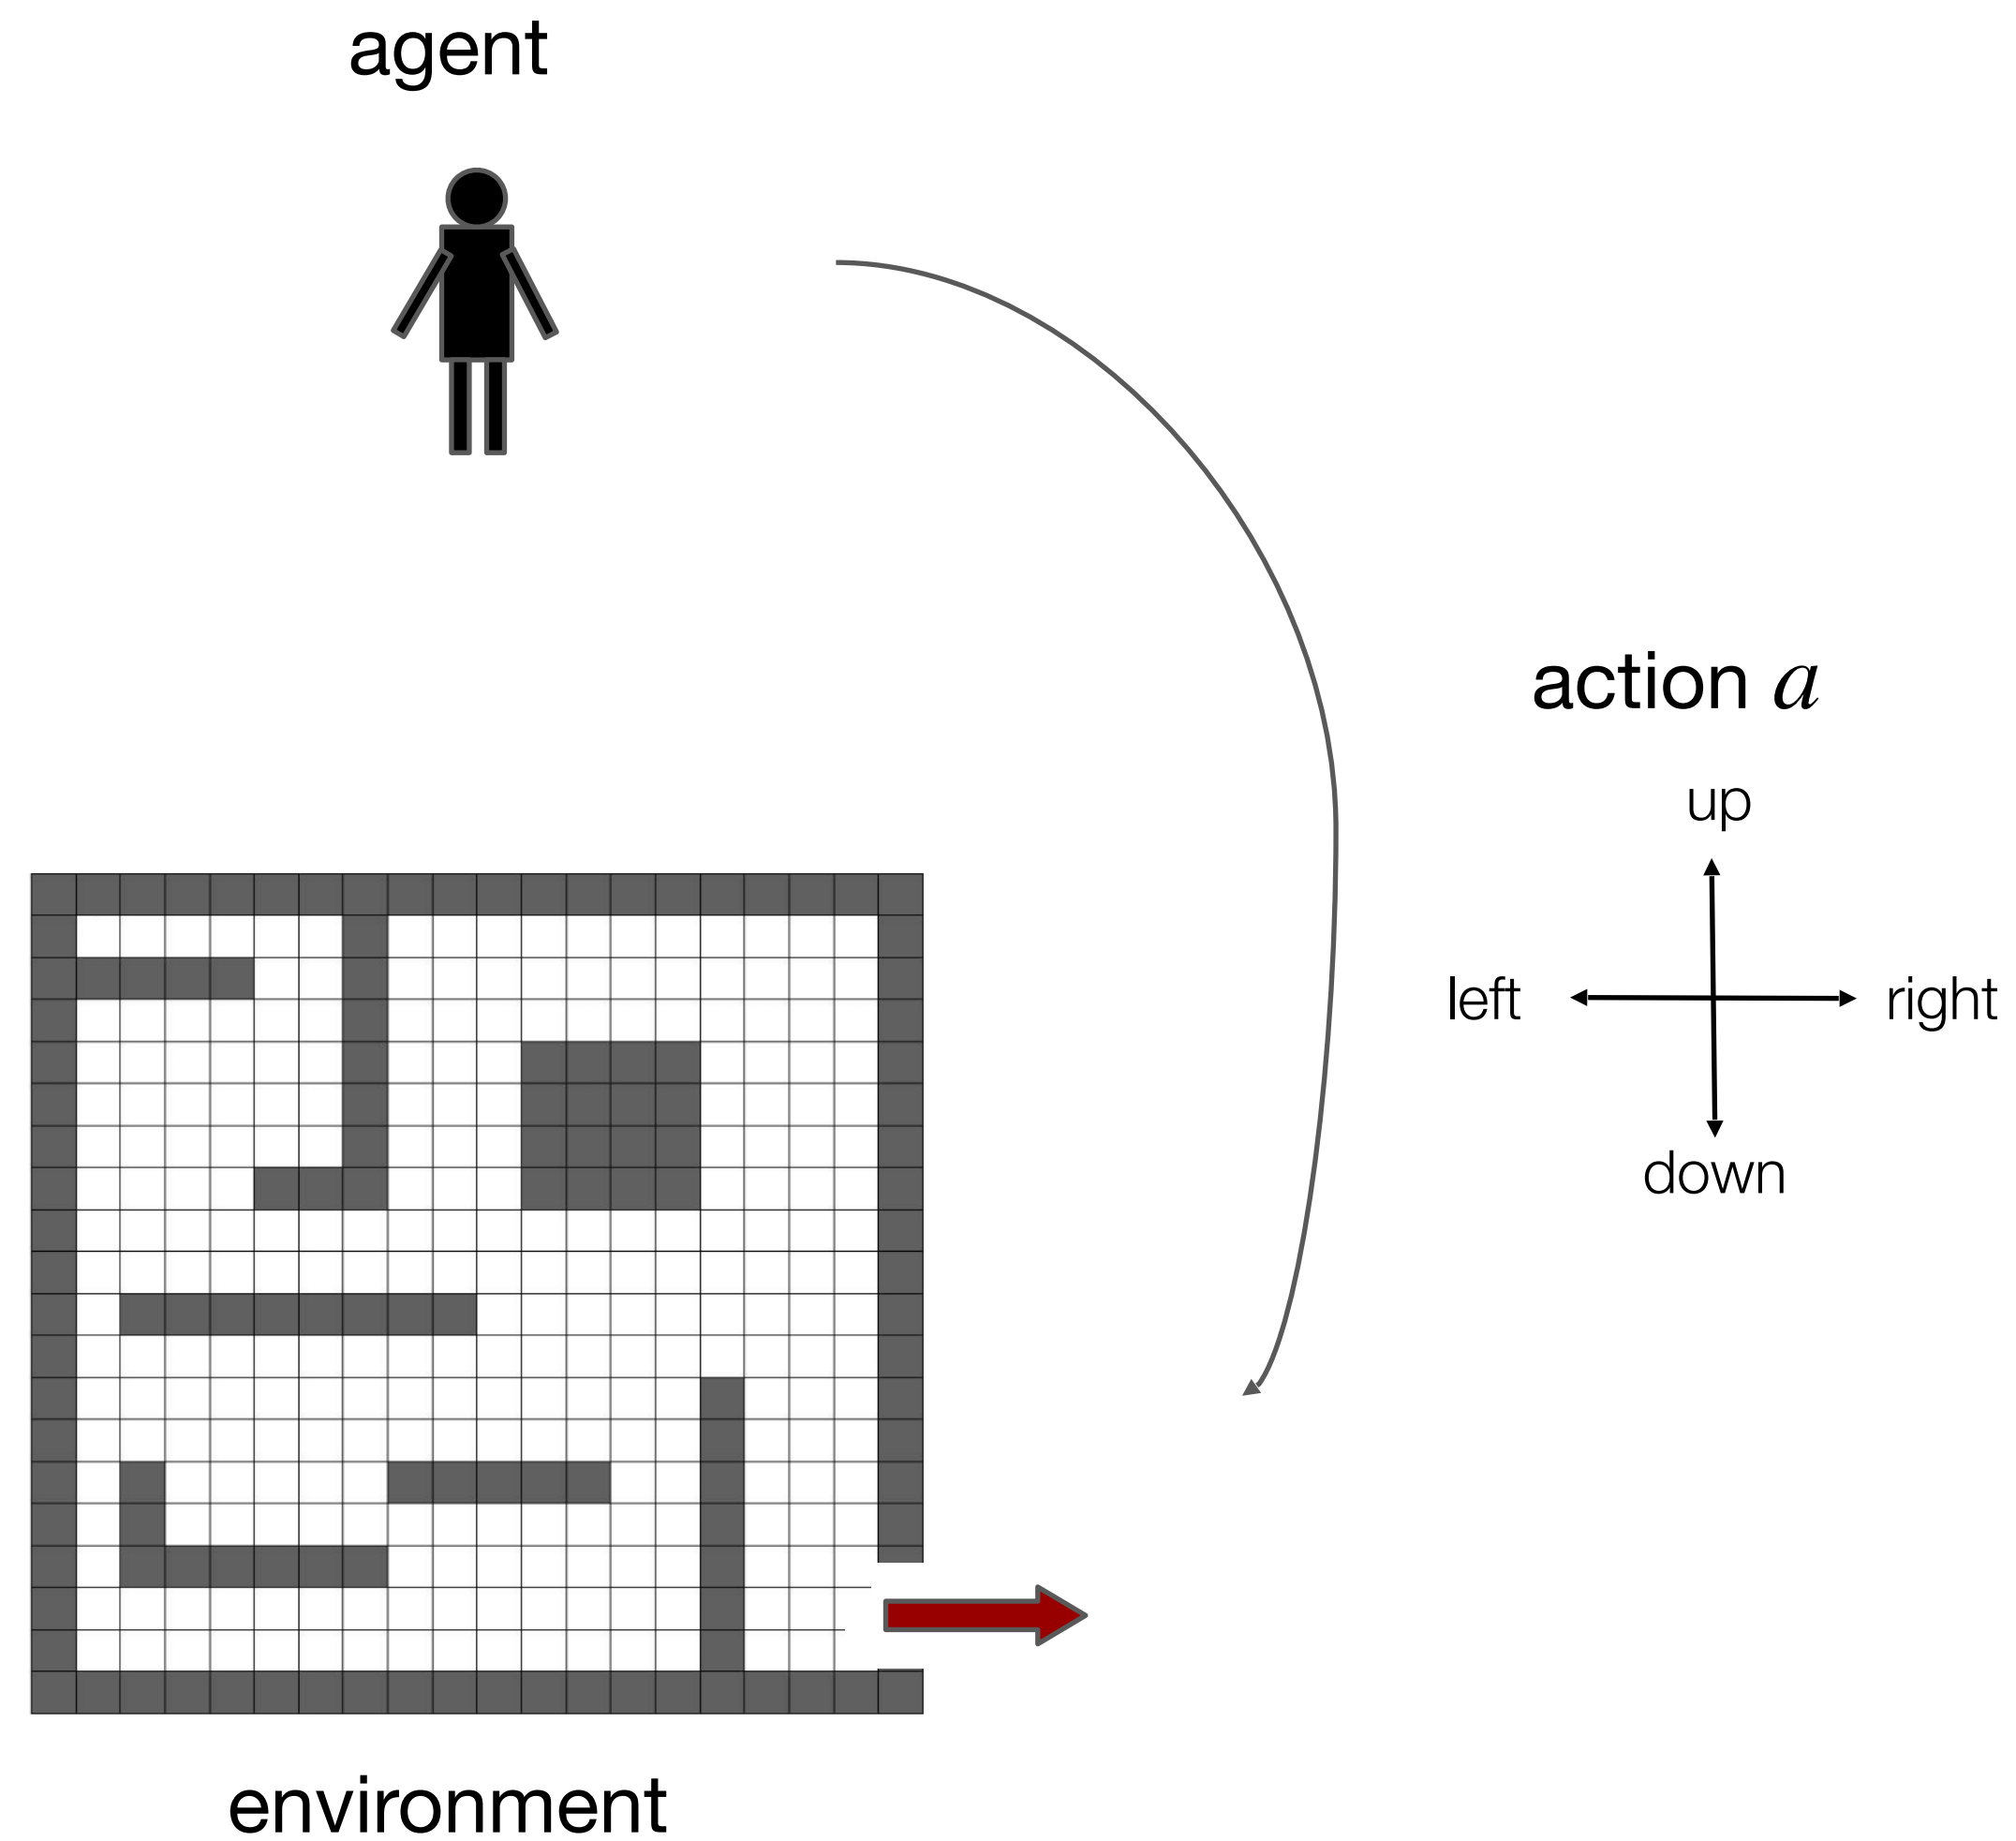 agent
action a
up
left
right
down
environment